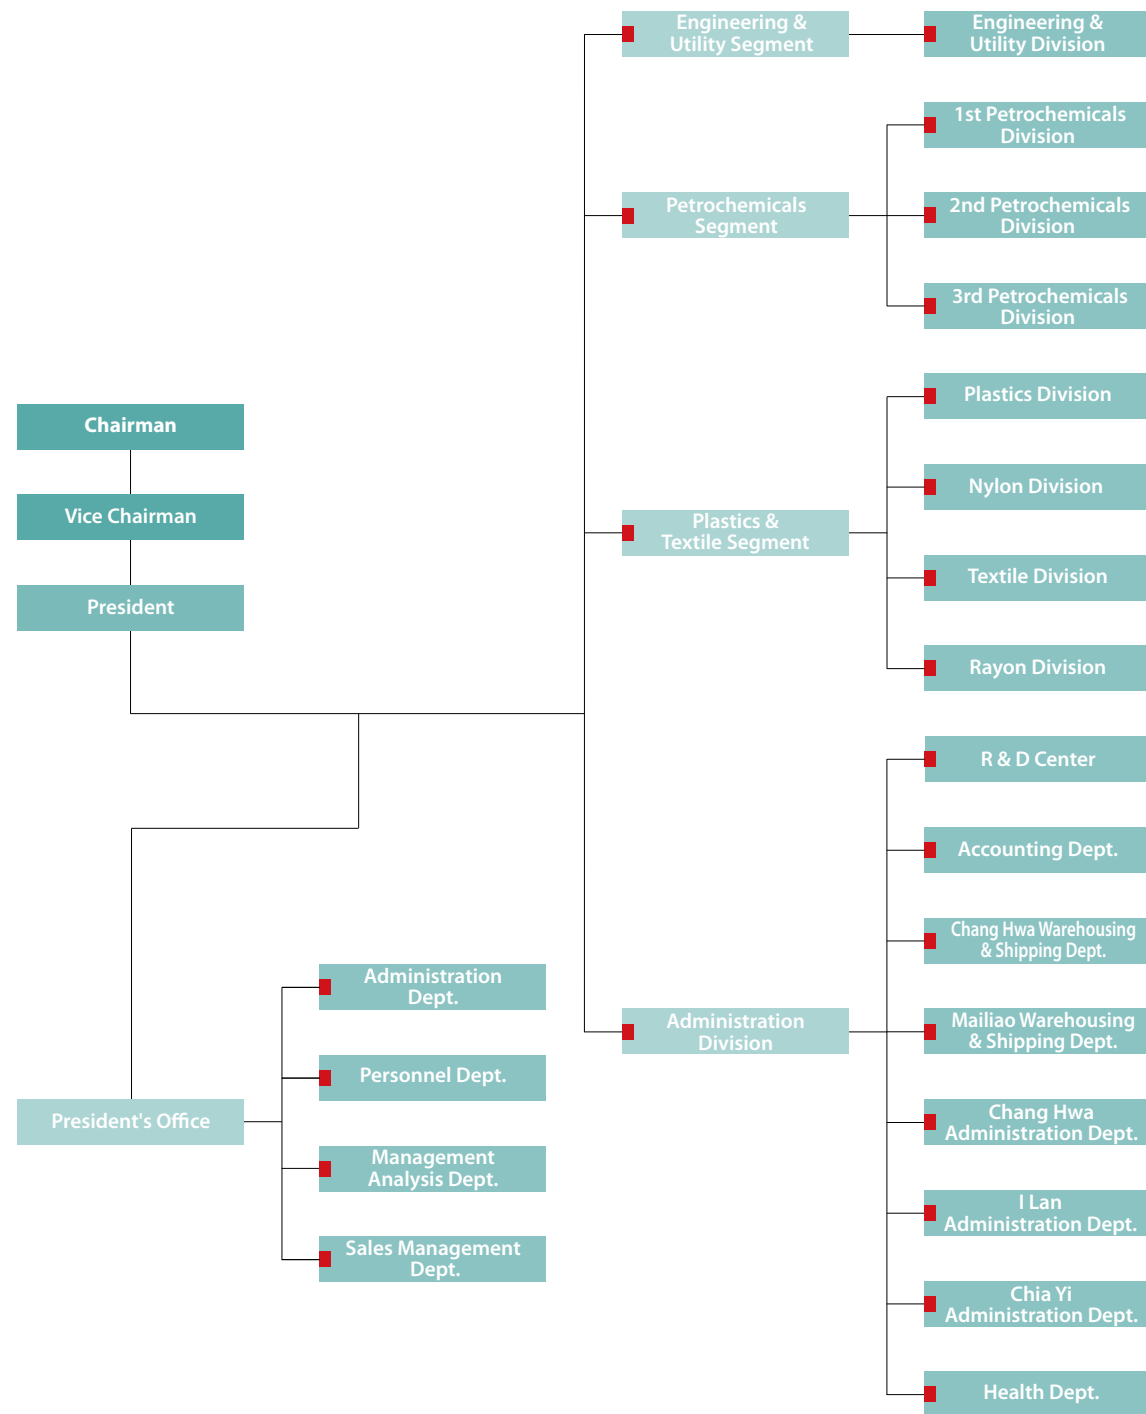 Chairman
Vice Chairman
President
President's Office
Administration
Dept.
Personnel Dept.
Management
Analysis Dept.
Sales Management
Dept.
Engineering &
Utility Segment
Petrochemicals
Segment
Plastics &
Textile Segment
Administration
Division
Engineering &
Utility Division
1st Petrochemicals
Division
2nd Petrochemicals
Division
3rd Petrochemicals
Division
Plastics Division
Nylon Division
Textile Division
Rayon Division
R & D Center
Accounting Dept.
Chang Hwa Warehousing
& Shipping Dept.
Mailiao Warehousing
& Shipping Dept.
Chang Hwa
Administration Dept.
I Lan
Administration Dept.
Chia Yi
Administration Dept.
Health Dept.